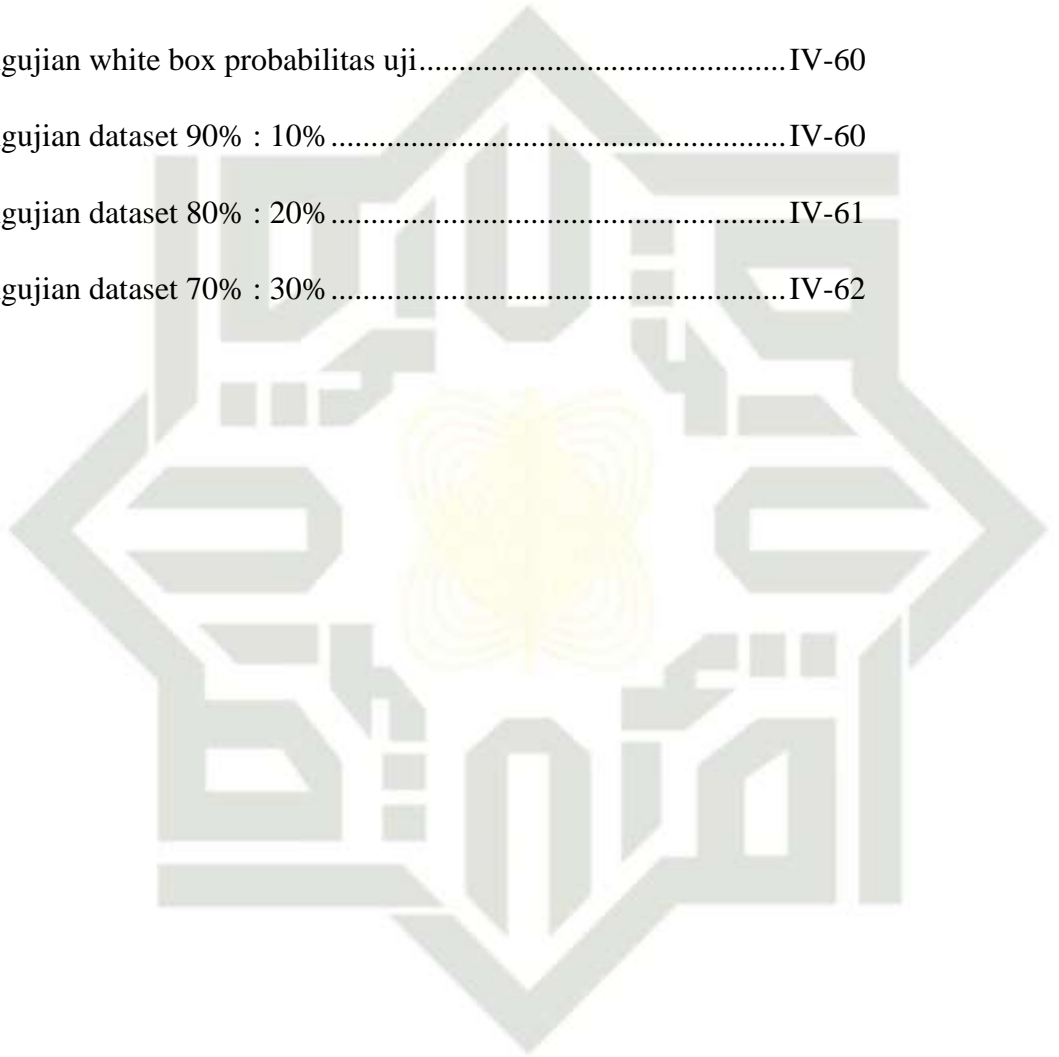 gujian white box probabilitas uji............................................... IV-60
gujian dataset 90% : 10% .......................................................... IV-60
gujian dataset 80% : 20% .......................................................... IV-61
gujian dataset 70% : 30% .......................................................... IV-62